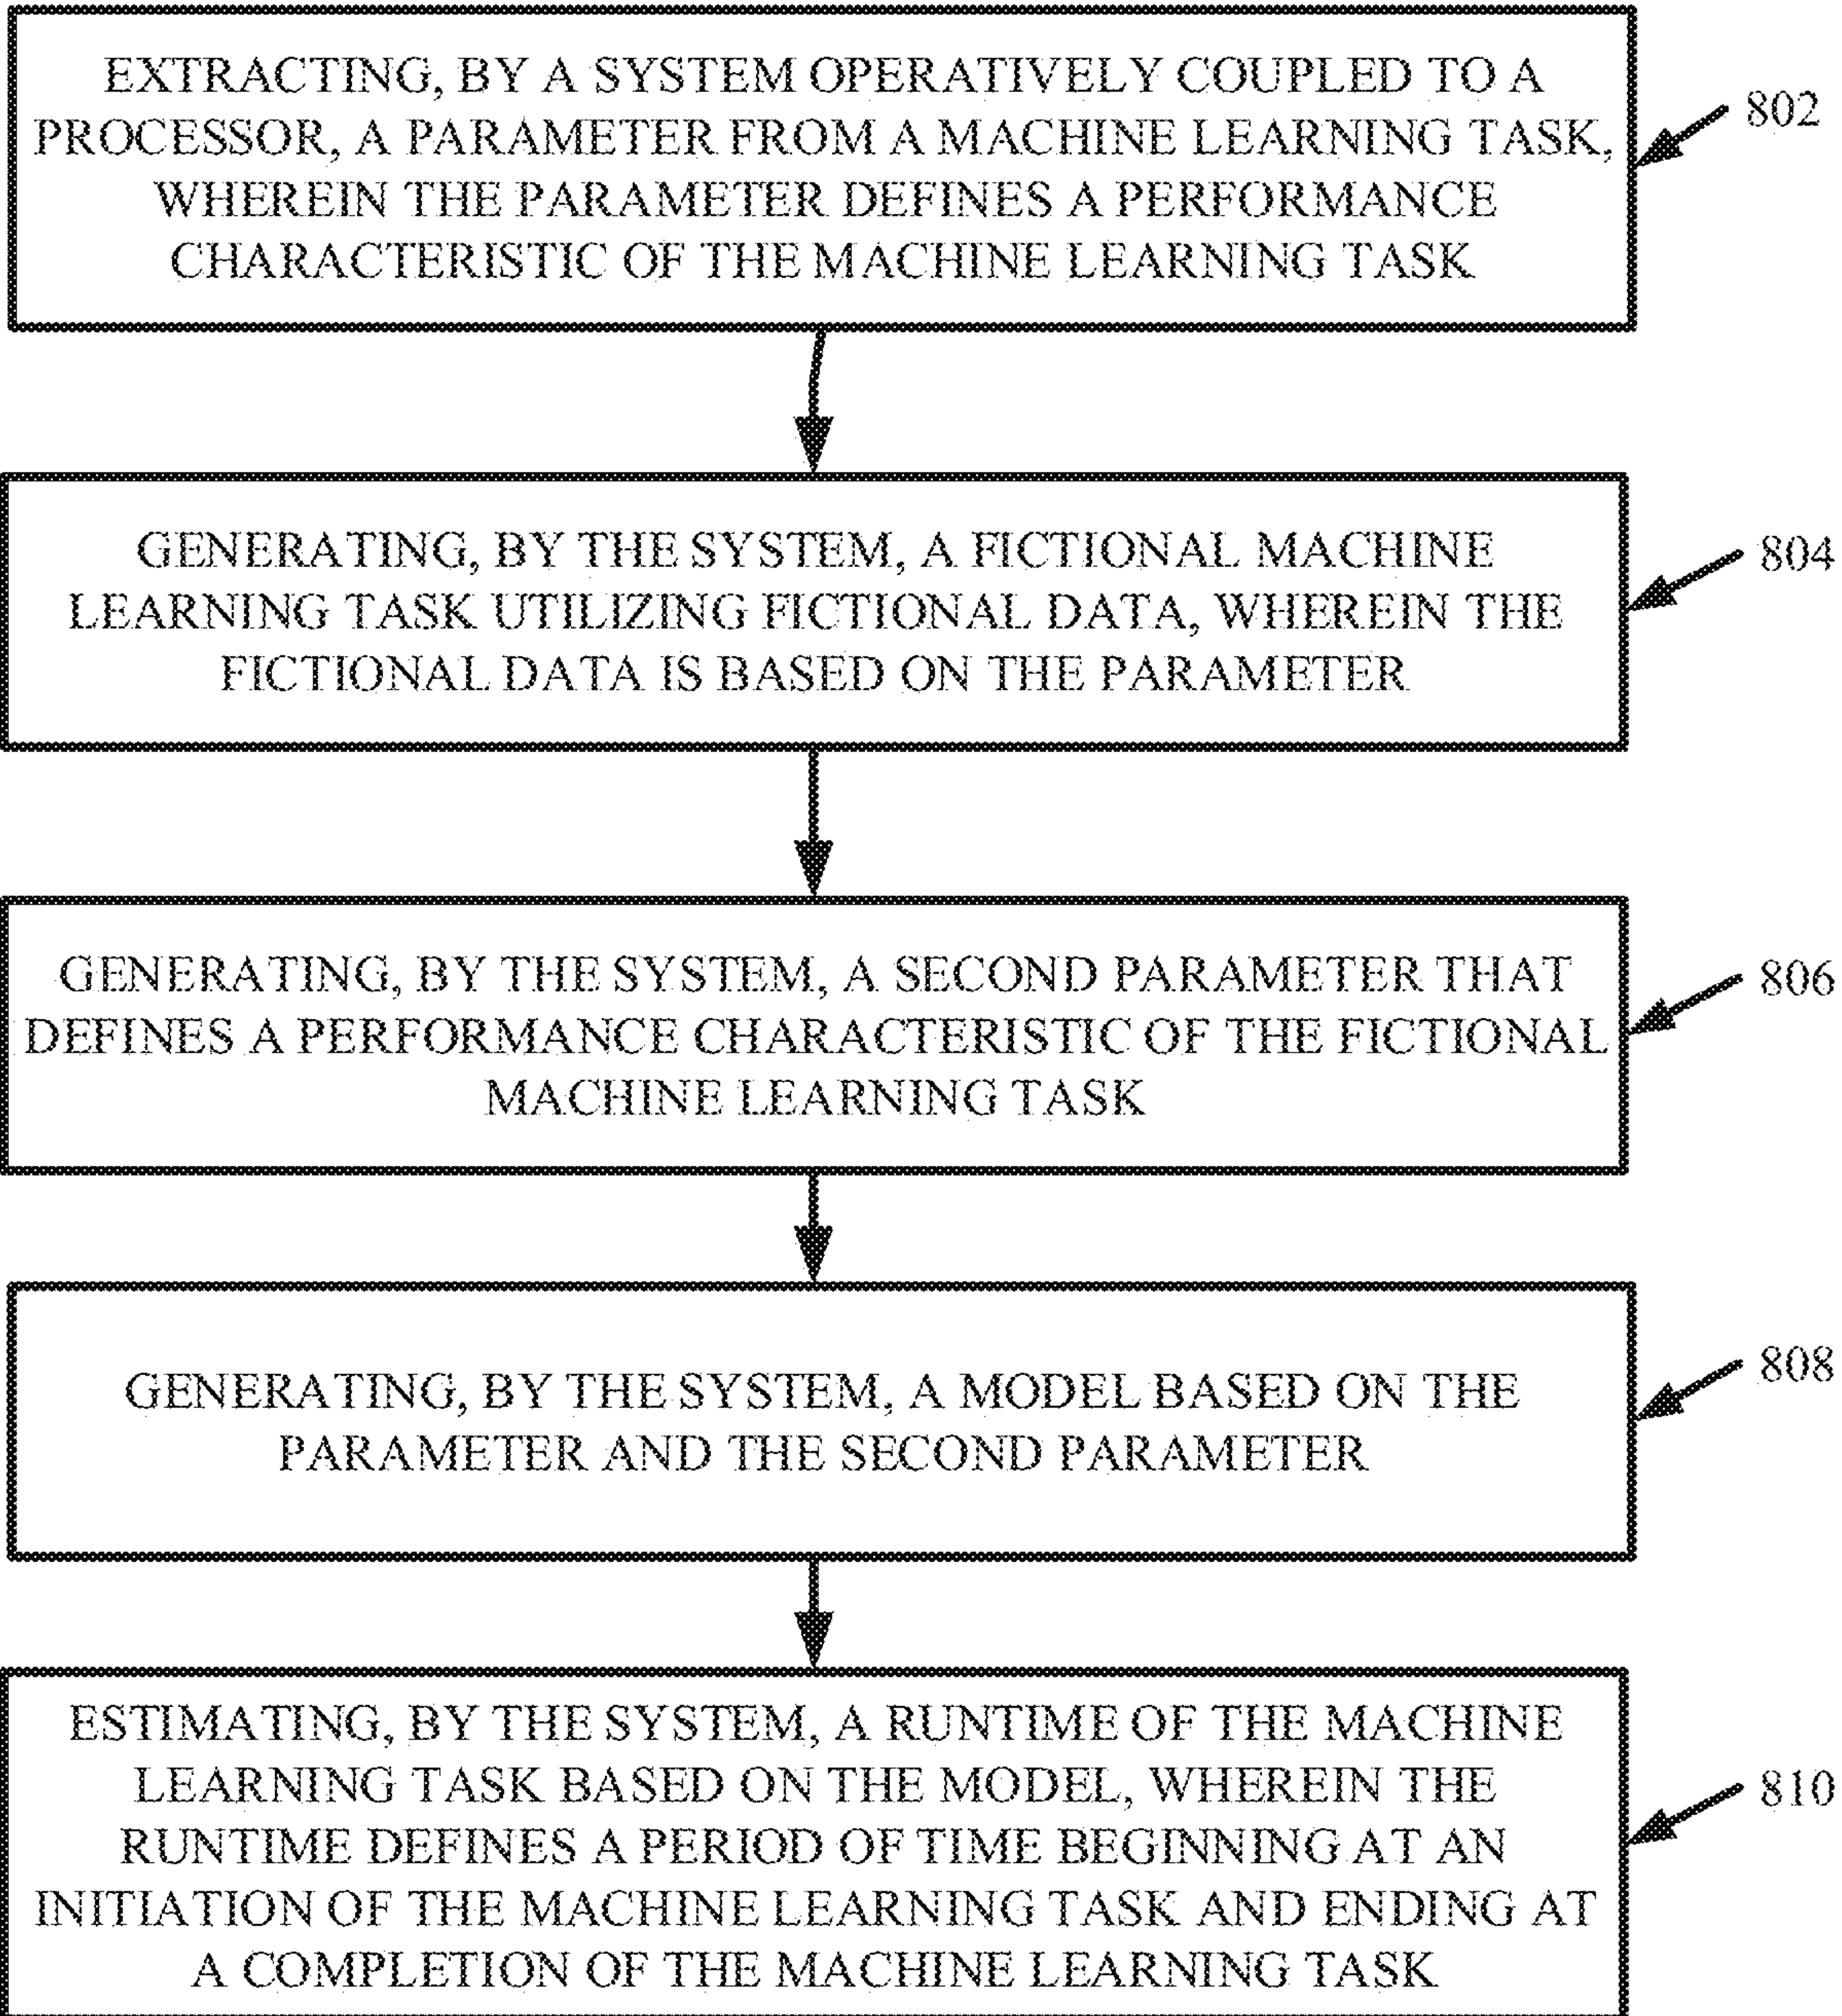 EXTRACTING, BY A SYSTEM OPERATIVELY COUPLED TO A
PROCESSOR, A PARAMETER FROM A MACHINE LEARNING TASK,
WHEREIN THE PARAMETER DEFINES A PERFORMANCE
CHARACTERISTIC OF THE MACHINE LEARNING TASK
802
GENERATING, BY THE SYSTEM, A FICTIONAL MACHINE
LEARNING TASK UTILIZING FICTIONAL DATA, WHEREIN THE
FICTIONAL DATA IS BASED ON THE PARAMETER
804
GENERATING, BY THE SYSTEM, A SECOND PARAMETER THAT
DEFINES A PERFORMANCE CHARACTERISTIC OF THE FICTIONAL
MACHINE LEARNING TASK
806
GENERATING, BY THE SYSTEM, A MODEL BASED ON THE
PARAMETER AND THE SECOND PARAMETER
808
ESTIMATING, BY THE SYSTEM, A RUNTIME OF THE MACHINE
LEARNING TASK BASED ON THE MODEL, WHEREIN THE
RUNTIME DEFINES A PERIOD OF TIME BEGINNING AT AN
INITIATION OF THE MACHINE LEARNING TASK AND ENDING AT
A COMPLETION OF THE MACHINE LEARNING TASK
810